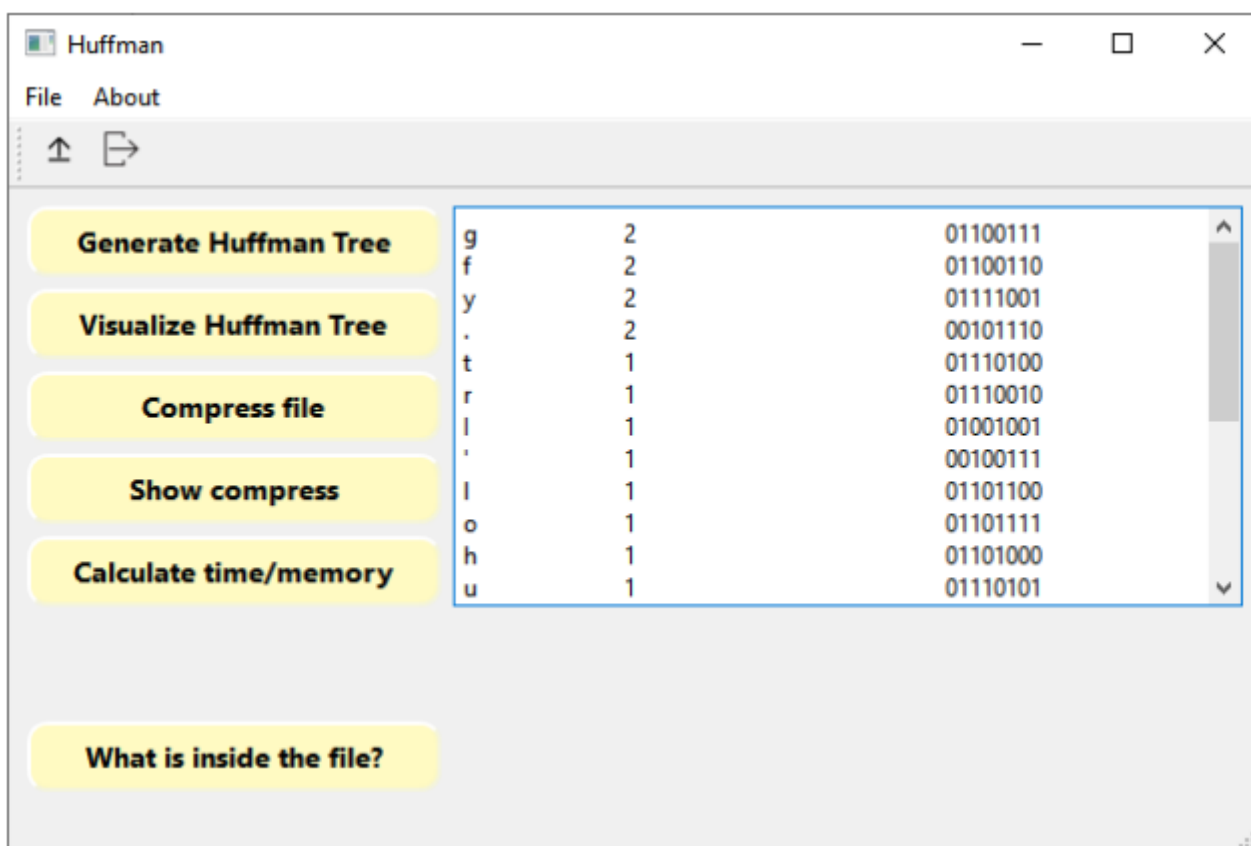 Huffman
File About
Generate Huffman Tree
Visualize Huffman Tree
Compress file
Show compress
Calculate time/memory
What is inside the file?
g 2 01100111
f 2 01100110
y 2 01111001
. 2 00101110
t 1 01110100
r 1 01110010
I 1 01001001
' 1 00100111
l 1 01101100
o 1 01101111
h 1 01101000
u 1 01110101